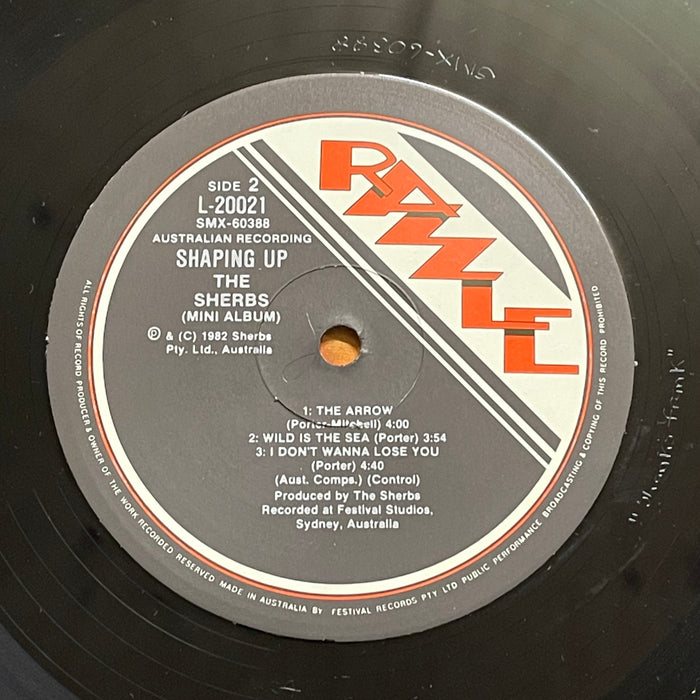 SMX-60388
RAZZLE
SIDE 2
L-20021
SMX-60388
AUSTRALIAN RECORDING
SHAPING UP
THE
SHERBS
(MINI ALBUM)
Ⓟ & (C) 1982 Sherbs
Pty. Ltd., Australia
1: THE ARROW
(Porter-Mitchell) 4:00
2: WILD IS THE SEA (Porter) 3:54
3: I DON'T WANNA LOSE YOU
(Porter) 4:40
(Aust. Comps.) (Control)
Produced by The Sherbs
Recorded at Festival Studios,
Sydney, Australia
ALL RIGHTS OF RECORD PRODUCER & OWNER OF THE WORK RECORDED RESERVED MADE IN AUSTRALIA BY FESTIVAL RECORDS PTY LTD PUBLIC PERFORMANCE BROADCASTING & COPYING OF THIS RECORD PROHIBITED